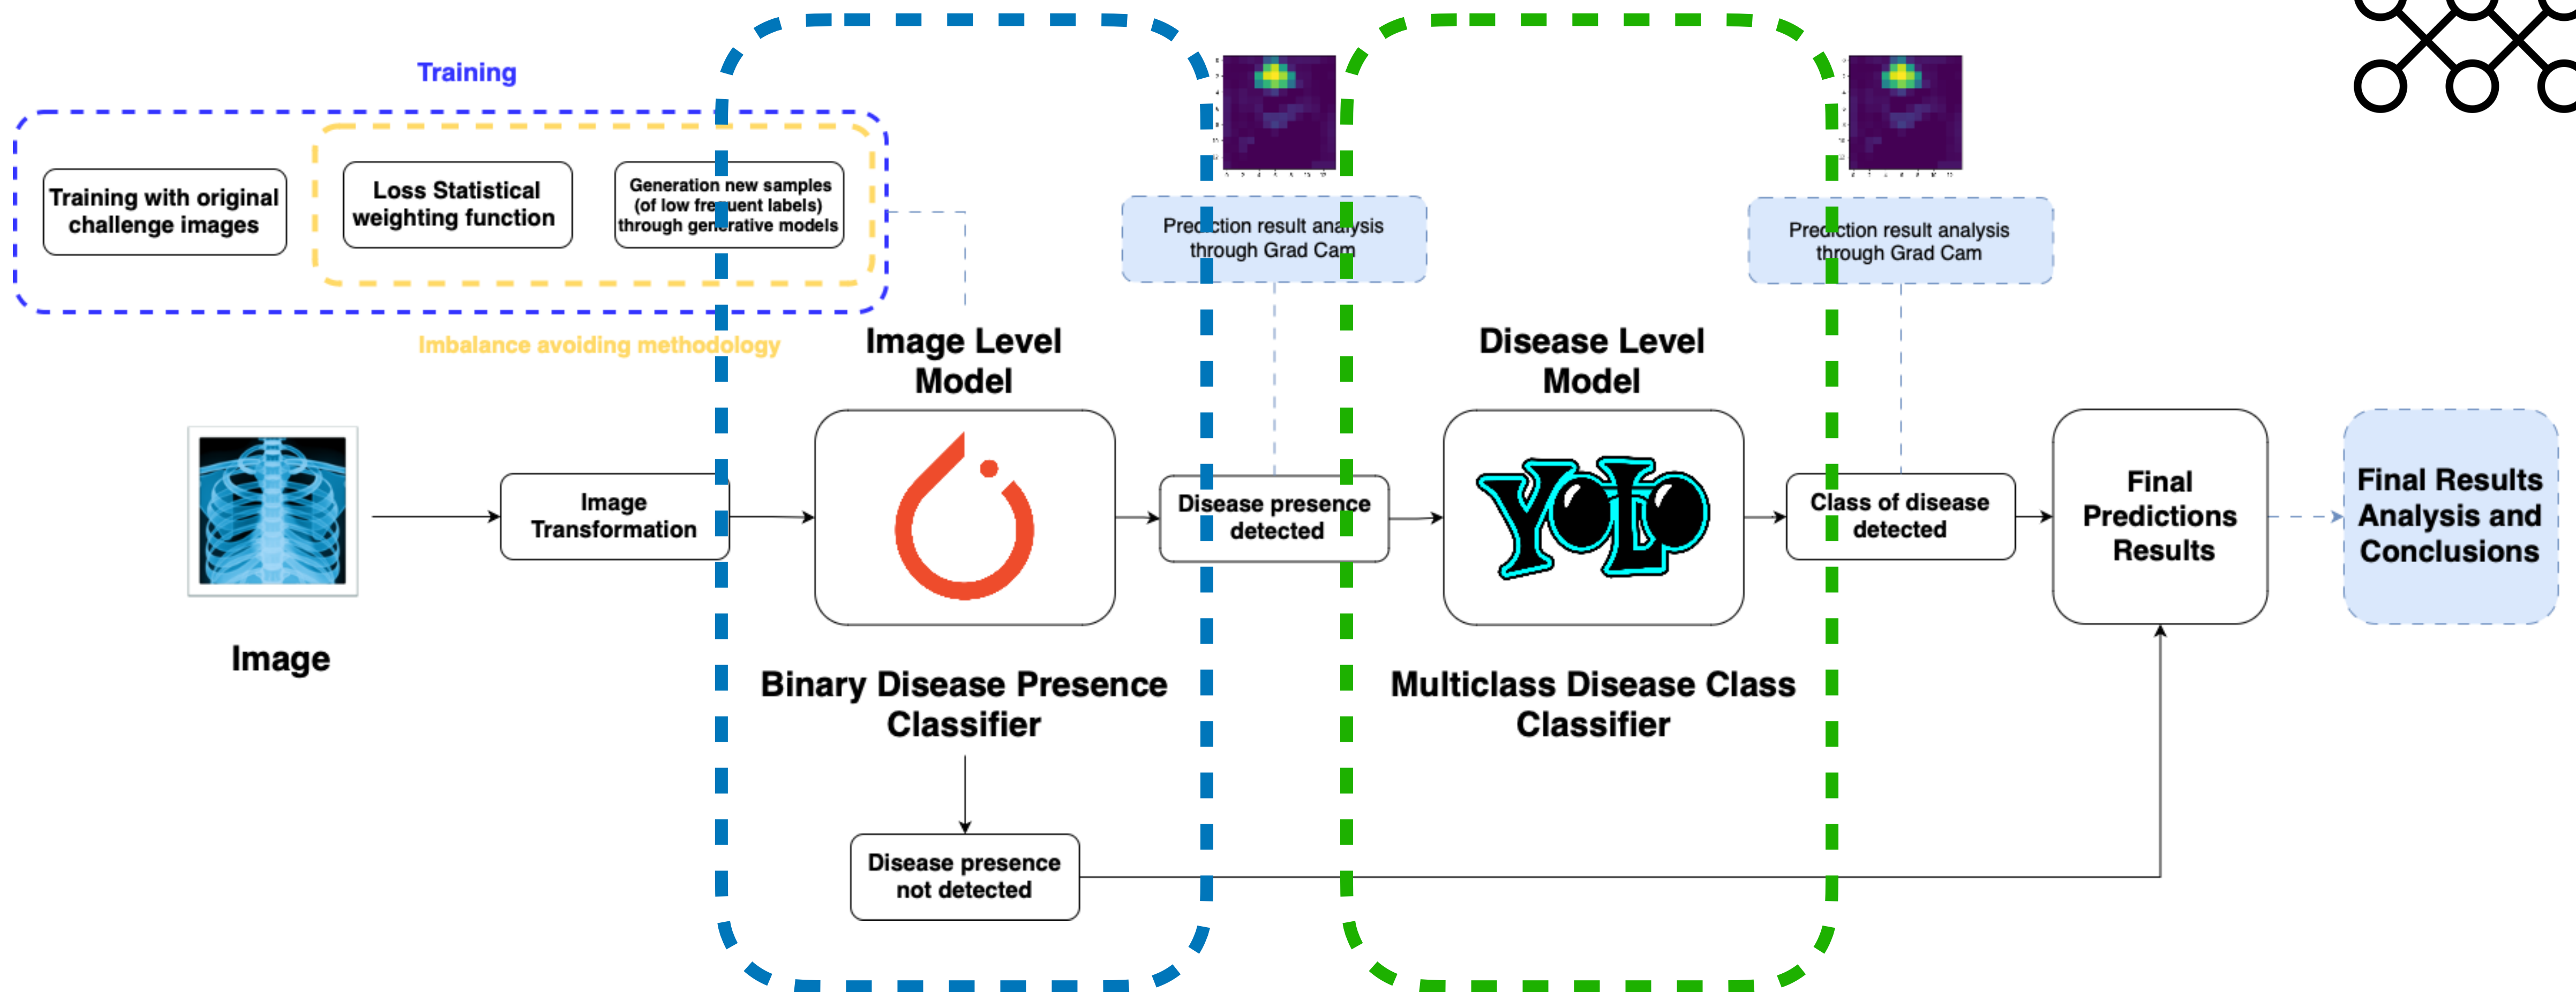 Training
Training with original
challenge images
Loss Statistical
weighting function
Generation new samples
(of low frequent labels)
through generative models
Imbalance avoiding methodology
Prediction result analysis
through Grad Cam
Prediction result analysis
through Grad Cam
Image Level
Model
Disease Level
Model
Image
Transformation
Disease presence
detected
YOLO
Class of disease
detected
Final
Predictions
Results
Final Results
Analysis and
Conclusions
Image
Binary Disease Presence
Classifier
Multiclass Disease Class
Classifier
Disease presence
not detected